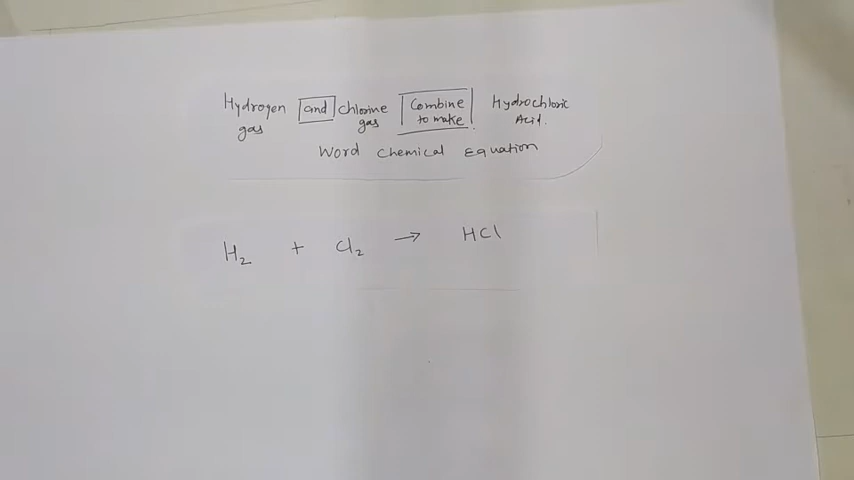 Hydrogen and Chlorine Combine Hydrochloric
gas gas to make Acid.
Word Chemical Equation
H₂ + Cl₂ → HCl